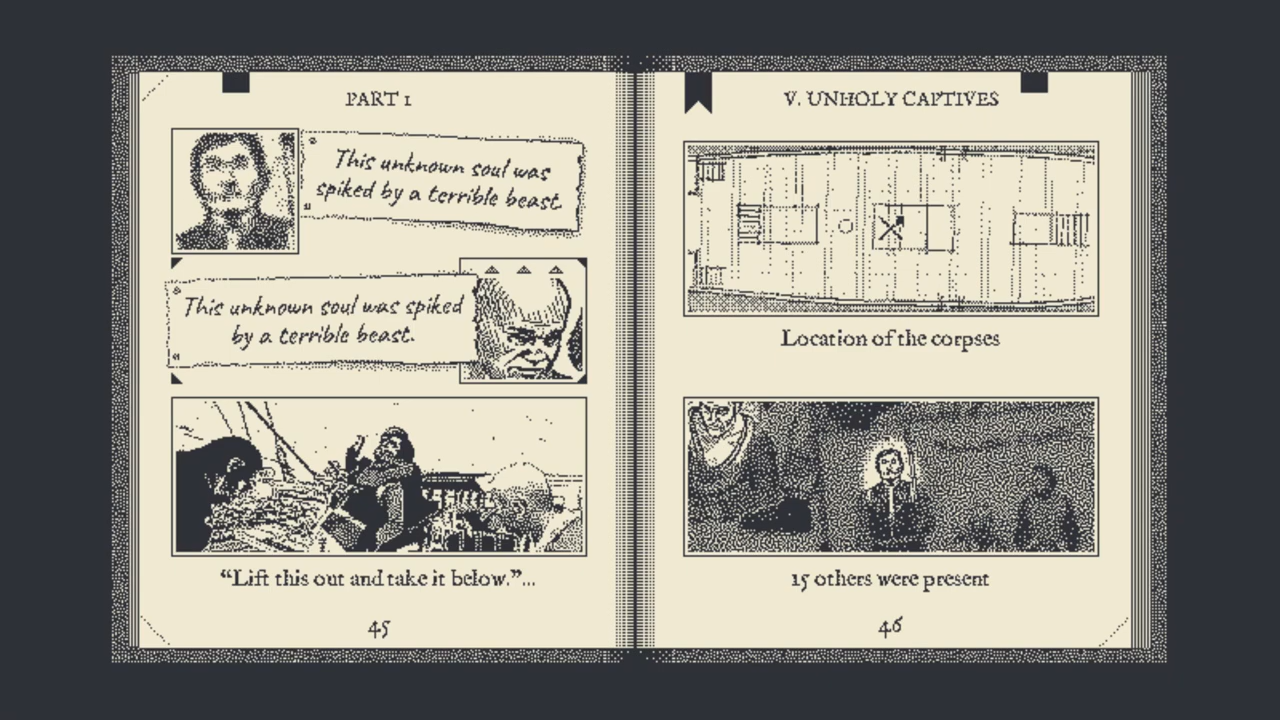 PART 1
This unknown soul was
spiked by a terrible beast.
This unknown soul was spiked
by a terrible beast.
“Lift this out and take it below.”...
45
V. UNHOLY CAPTIVES
Location of the corpses
15 others were present
46